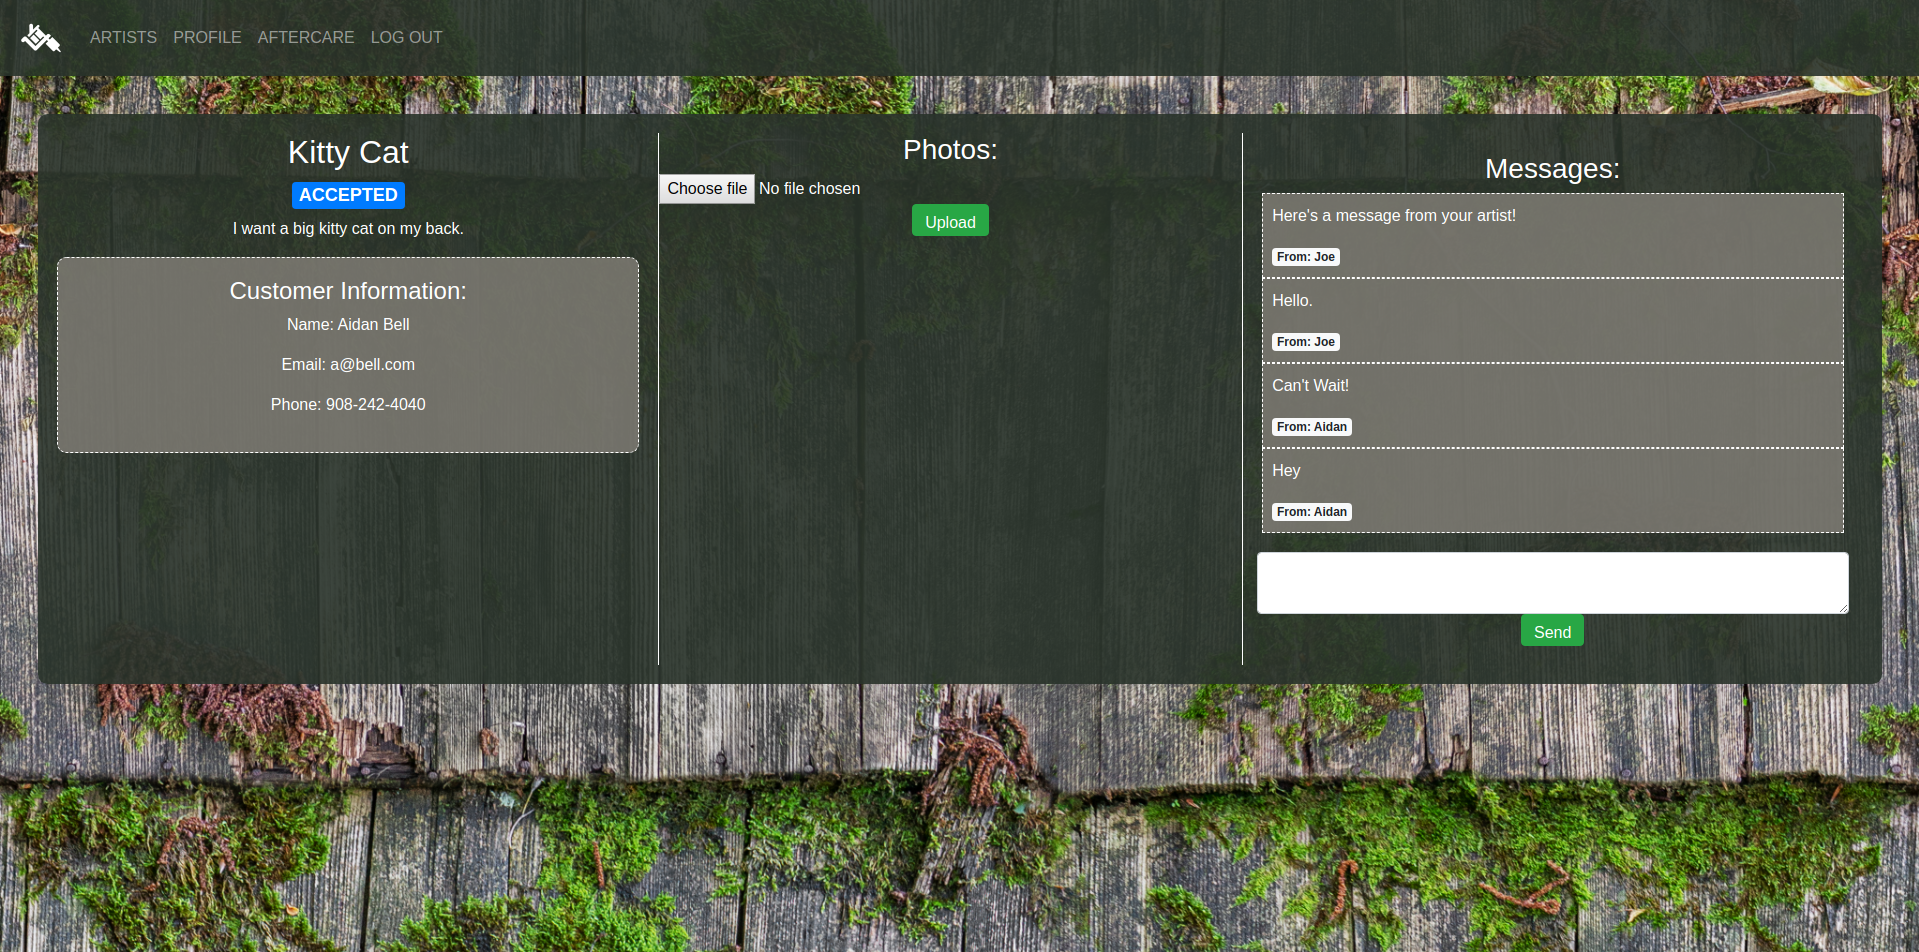 ARTISTS PROFILE AFTERCARE LOG OUT
Kitty Cat
ACCEPTED
I want a big kitty cat on my back.
Customer Information:
Name: Aidan Bell
Email: a@bell.com
Phone: 908-242-4040
Photos:
Choose file No file chosen
Upload
Messages:
Here's a message from your artist!
From: Joe
Hello.
From: Joe
Can't Wait!
From: Aidan
Hey
From: Aidan
Send